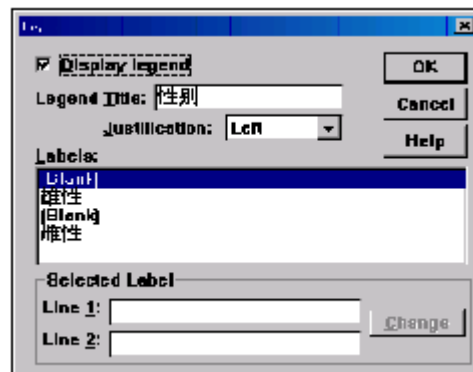 Display legend
OK
Legend Title: 性别
Cancel
Justification: Left
Help
Labels:
[Blank]
雄性
[Blank]
雌性
Selected Label
Line 1:
Change
Line 2: